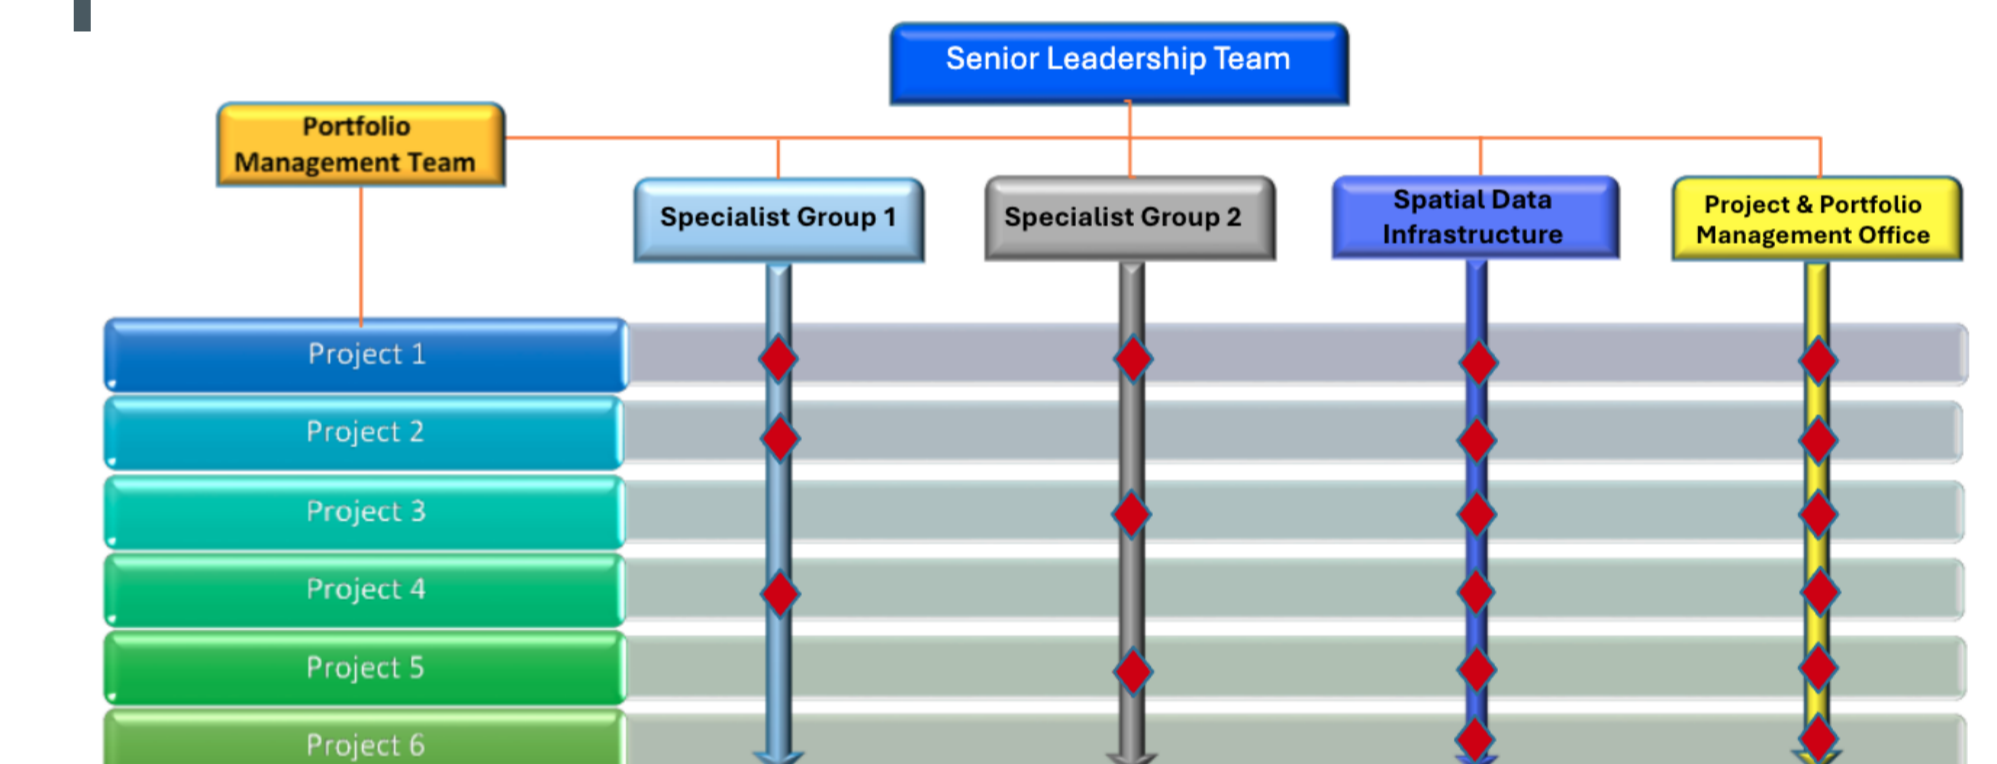 Senior Leadership Team
Portfolio
Management Team
Specialist Group 1
Specialist Group 2
Spatial Data
Infrastructure
Project & Portfolio
Management Office
Project 1
Project 2
Project 3
Project 4
Project 5
Project 6